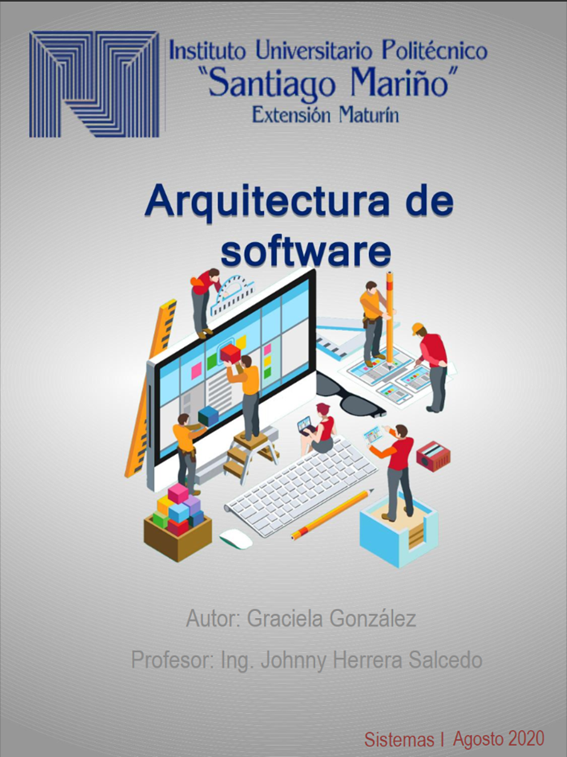 Instituto Universitario Politécnico
"Santiago Mariño"
Extensión Maturín
Arquitectura de
software
Autor: Graciela González
Profesor: Ing. Johnny Herrera Salcedo
Sistemas I Agosto 2020